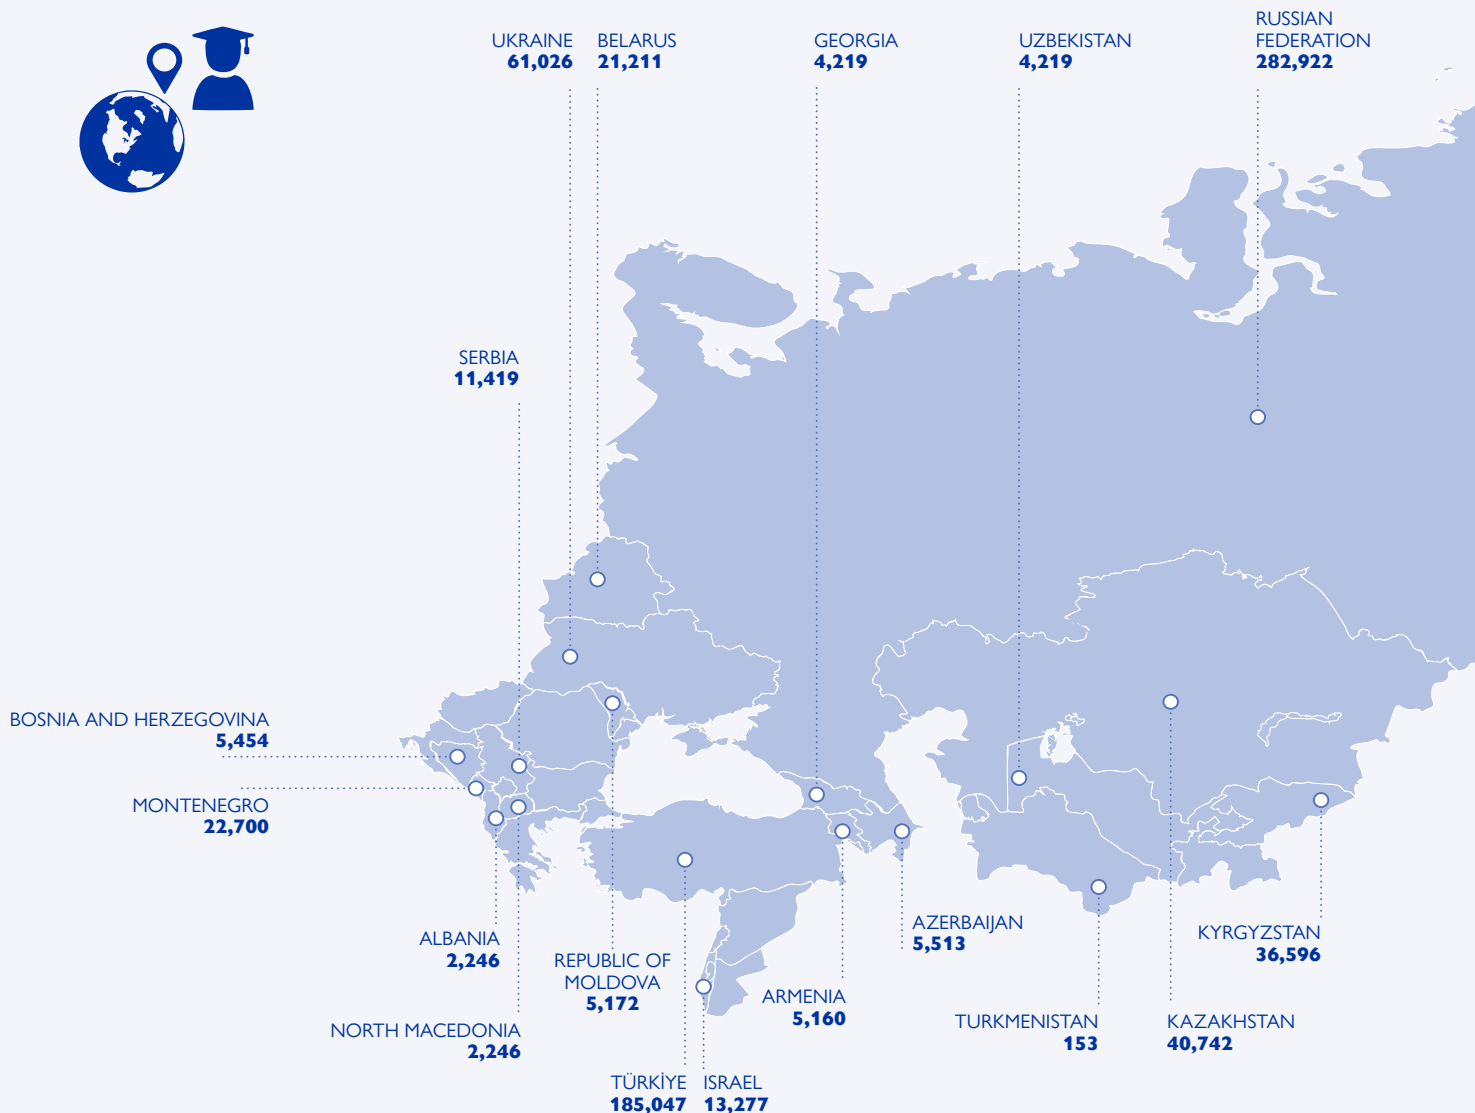 UKRAINE
61,026
BELARUS
21,211
GEORGIA
4,219
UZBEKISTAN
4,219
RUSSIAN
FEDERATION
282,922
SERBIA
11,419
BOSNIA AND HERZEGOVINA
5,454
MONTENEGRO
22,700
ALBANIA
2,246
NORTH MACEDONIA
2,246
REPUBLIC OF
MOLDOVA
5,172
TÜRKİYE
185,047
ISRAEL
13,277
ARMENIA
5,160
AZERBAIJAN
5,513
TURKMENISTAN
153
KAZAKHSTAN
40,742
KYRGYZSTAN
36,596